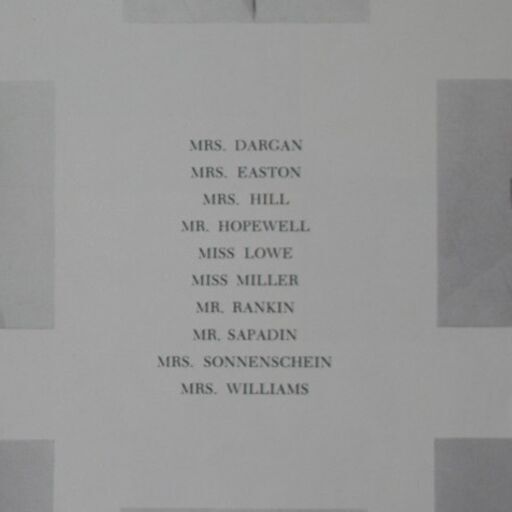 MRS. DARGAN
MRS. EASTON
MRS. HILL
MR. HOPEWELL
MISS LOWE
MISS MILLER
MR. RANKIN
MR. SAPADIN
MRS. SONNENSCHEIN
MRS. WILLIAMS